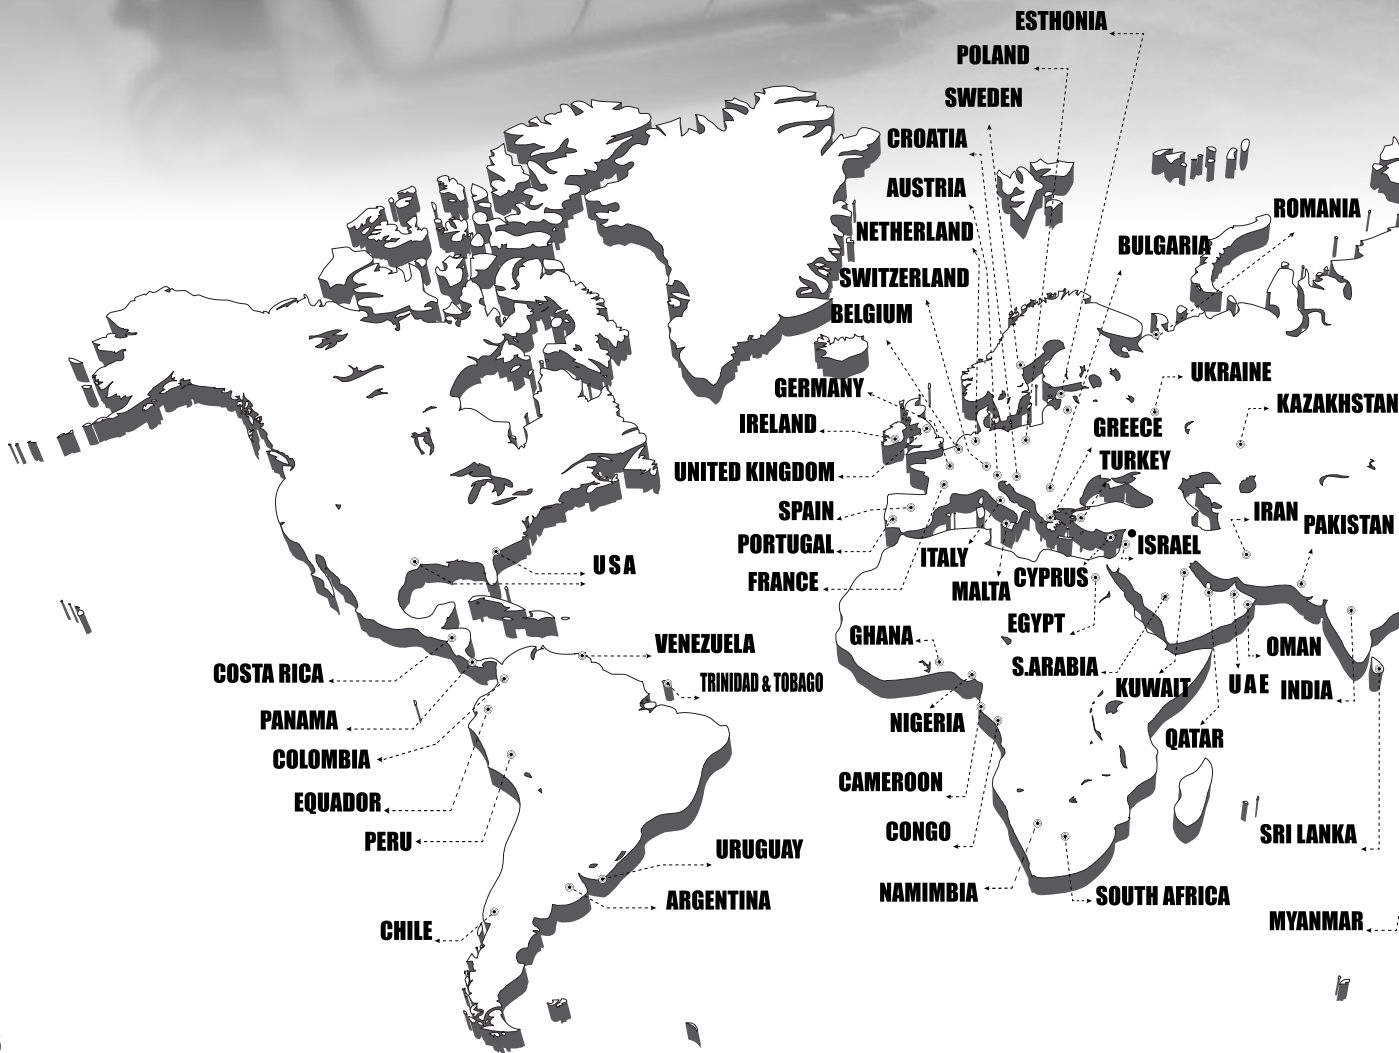 ESTHONIA
POLAND
SWEDEN
CROATIA
AUSTRIA
ROMANIA
NETHERLAND
BULGARIA
SWITZERLAND
BELGIUM
UKRAINE
GERMANY
KAZAKHSTAN
IRELAND
GREECE
TURKEY
UNITED KINGDOM
SPAIN
IRAN
PAKISTAN
PORTUGAL
ISRAEL
ITALY
USA
CYPRUS
FRANCE
MALTA
EGYPT
GHANA
VENEZUELA
OMAN
S.ARABIA
COSTA RICA
TRINIDAD & TOBAGO
KUWAIT
UAE
INDIA
PANAMA
NIGERIA
QATAR
COLOMBIA
CAMEROON
EQUADOR
CONGO
SRI LANKA
PERU
URUGUAY
NAMIMBIA
SOUTH AFRICA
ARGENTINA
MYANMAR
CHILE